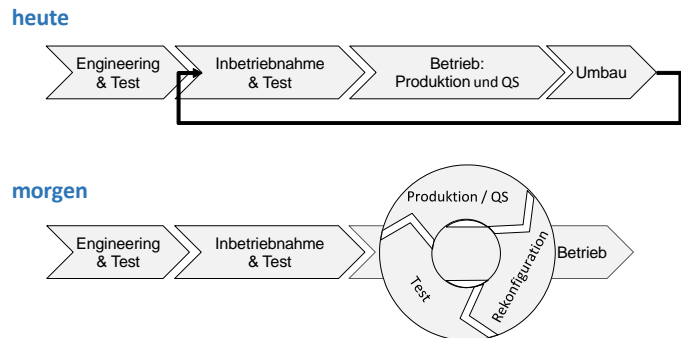 heute
Engineering
& Test
Inbetriebnahme
& Test
Betrieb:
Produktion und QS
Umbau
morgen
Engineering
& Test
Inbetriebnahme
& Test
Produktion / QS
Rekonfiguration
Test
Betrieb